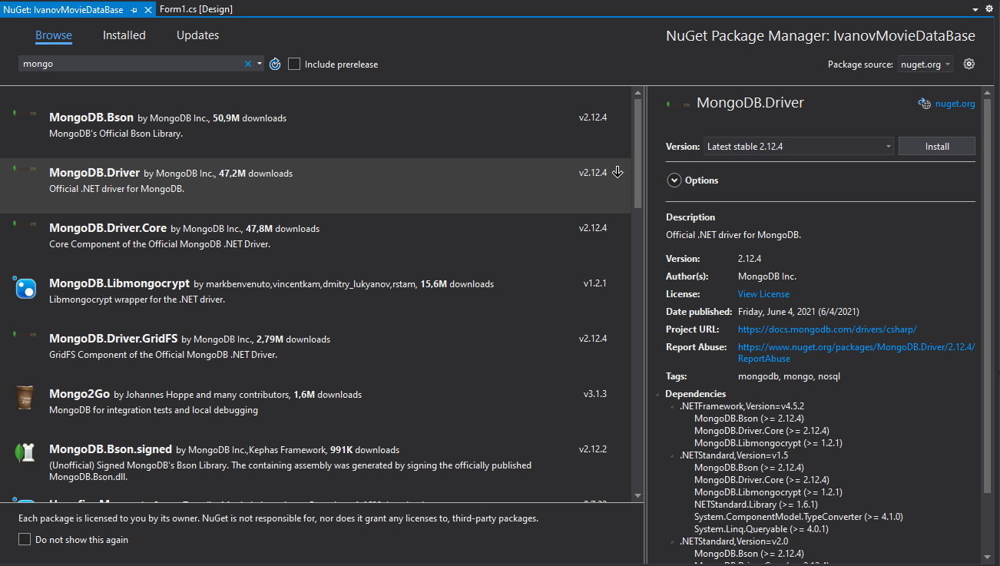 NuGet: IvanovMovieDataBase
Form1.cs [Design]
Browse
Installed
Updates
NuGet Package Manager: IvanovMovieDataBase
mongo
Include prerelease
Package source:
nuget.org
MongoDB.Bson by MongoDB Inc., 50,9M downloads
v2.12.4
MongoDB's Official Bson Library.
MongoDB.Driver by MongoDB Inc., 47,2M downloads
v2.12.4
Official .NET driver for MongoDB.
MongoDB.Driver.Core by MongoDB Inc., 47,8M downloads
v2.12.4
Core Component of the Official MongoDB .NET Driver.
MongoDB.Libmongocrypt by markbenvenuto,vincentkam,dmitry_lukyanov,rstam, 15,6M downloads
v1.2.1
Libmongocrypt wrapper for the .NET driver.
MongoDB.Driver.GridFS by MongoDB Inc., 2,79M downloads
v2.12.4
GridFS Component of the Official MongoDB .NET Driver.
Mongo2Go by Johannes Hoppe and many contributors, 1,6M downloads
v3.1.3
MongoDB for integration tests and local debugging
MongoDB.Bson.signed by MongoDB Inc.,Kephas Framework, 991K downloads
v2.12.2
(Unofficial) Signed MongoDB's Bson Library. The containing assembly was generated by signing the officially published
MongoDB.Bson.dll.
Each package is licensed to you by its owner. NuGet is not responsible for, nor does it grant any licenses to, third-party packages.
Do not show this again
MongoDB.Driver
nuget.org
Version:
Latest stable 2.12.4
Install
Options
Description
Official .NET driver for MongoDB.
Version: 2.12.4
Author(s): MongoDB Inc.
License: View License
Date published: Friday, June 4, 2021 (6/4/2021)
Project URL: https://docs.mongodb.com/drivers/csharp/
Report Abuse: https://www.nuget.org/packages/MongoDB.Driver/2.12.4/
ReportAbuse
Tags: mongodb, mongo, nosql
Dependencies
.NETFramework,Version=v4.5.2
MongoDB.Bson (>= 2.12.4)
MongoDB.Driver.Core (>= 2.12.4)
MongoDB.Libmongocrypt (>= 1.2.1)
.NETStandard,Version=v1.5
MongoDB.Bson (>= 2.12.4)
MongoDB.Driver.Core (>= 2.12.4)
MongoDB.Libmongocrypt (>= 1.2.1)
NETStandard.Library (>= 1.6.1)
System.ComponentModel.TypeConverter (>= 4.1.0)
System.Linq.Queryable (>= 4.0.1)
.NETStandard,Version=v2.0
MongoDB.Bson (>= 2.12.4)